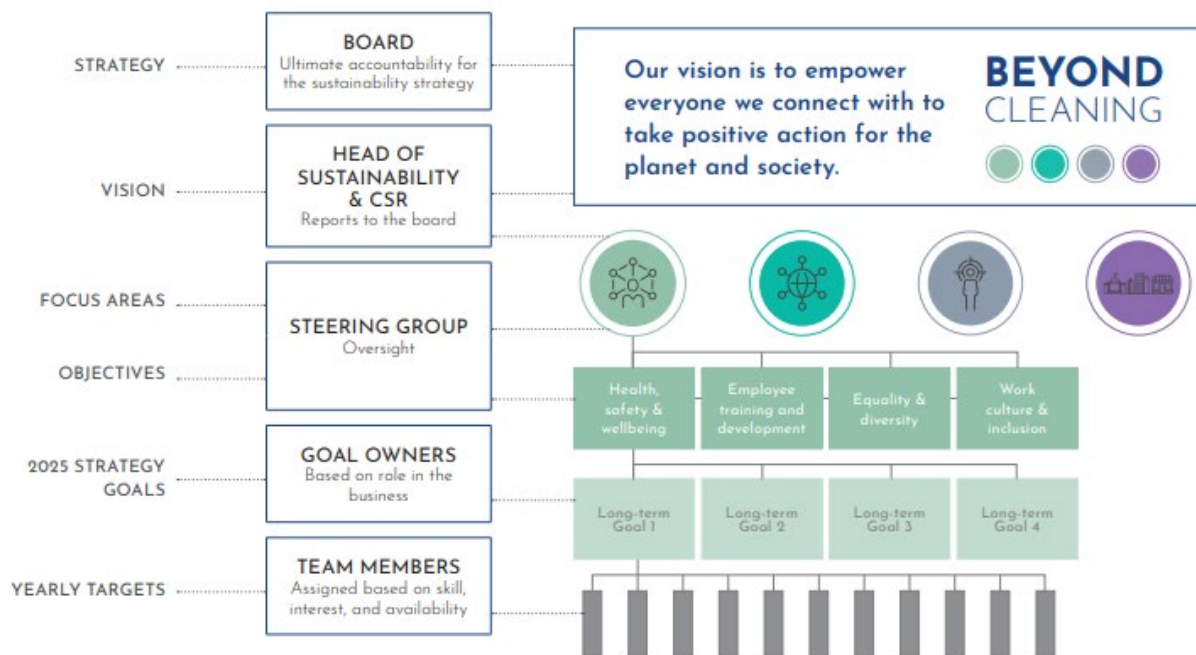 STRATEGY
BOARD
Ultimate accountability for
the sustainability strategy
Our vision is to empower
everyone we connect with to
take positive action for the
planet and society.
BEYOND
CLEANING
VISION
HEAD OF
SUSTAINABILITY
& CSR
Reports to the board
FOCUS AREAS
OBJECTIVES
STEERING GROUP
Oversight
Health,
safety &
wellbeing
Employee
training and
development
Equality &
diversity
Work
culture &
inclusion
2025 STRATEGY
GOALS
GOAL OWNERS
Based on role in the
business
Long-term
Goal 1
Long-term
Goal 2
Long-term
Goal 3
Long-term
Goal 4
YEARLY TARGETS
TEAM MEMBERS
Assigned based on skill,
interest, and availability